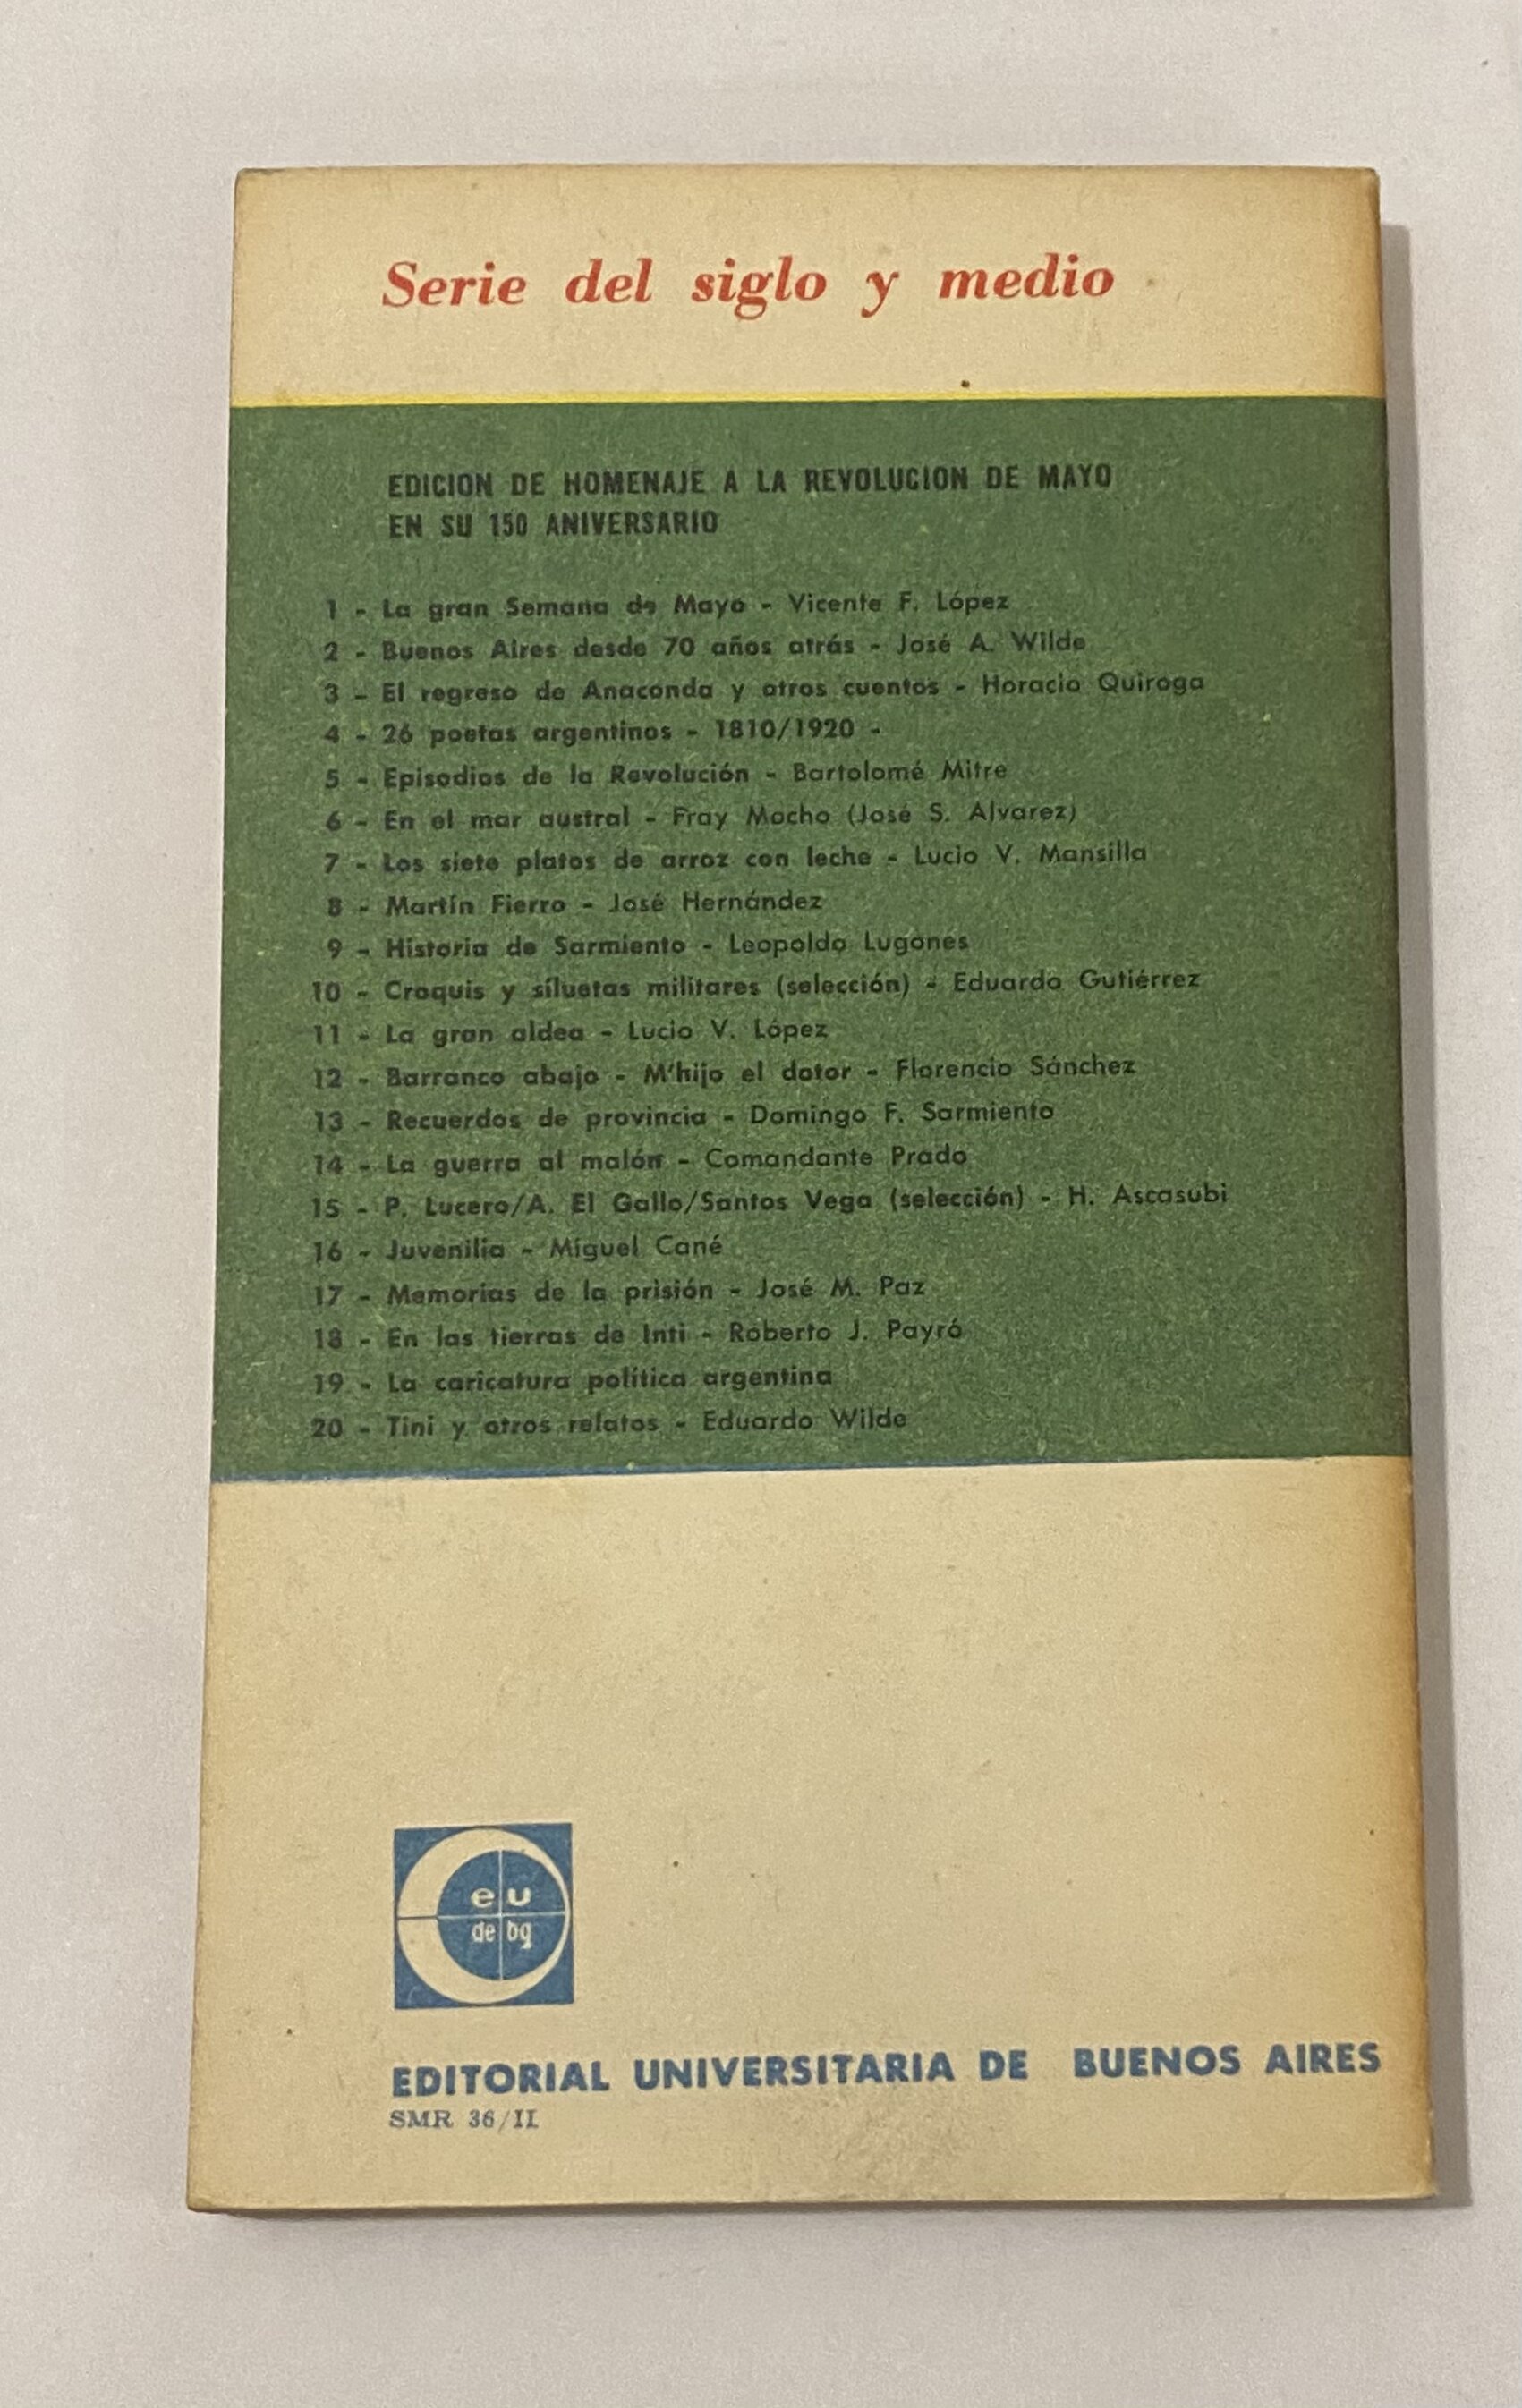 Serie del siglo y medio
EDICION DE HOMENAJE A LA REVOLUCION DE MAYO
EN SU 150 ANIVERSARIO
1 - La gran Semana de Mayo - Vicente F. López
2 - Buenos Aires desde 70 años atrás - José A. Wilde
3 - El regreso de Anaconda y otros cuentos - Horacio Quiroga
4 - 26 poetas argentinos - 1810/1920 -
5 - Episodios de la Revolución - Bartolomé Mitre
6 - En el mar austral - Fray Mocho (José S. Alvarez)
7 - Los siete platos de arroz con leche - Lucio V. Mansilla
8 - Martín Fierro - José Hernández
9 - Historia de Sarmiento - Leopoldo Lugones
10 - Croquis y siluetas militares (selección) - Eduardo Gutiérrez
11 - La gran aldea - Lucio V. López
12 - Barranco abajo - M'hijo el dotor - Florencio Sánchez
13 - Recuerdos de provincia - Domingo F. Sarmiento
14 - La guerra al malón - Comandante Prado
15 - P. Lucero/A. El Gallo/Santos Vega (selección) - H. Ascasubi
16 - Juvenilia - Miguel Cané
17 - Memorias de la prisión - José M. Paz
18 - En las tierras de Inti - Roberto J. Payró
19 - La caricatura política argentina
20 - Tini y otros relatos - Eduardo Wilde
eu
de ba
EDITORIAL UNIVERSITARIA DE BUENOS AIRES
SMR 36/II